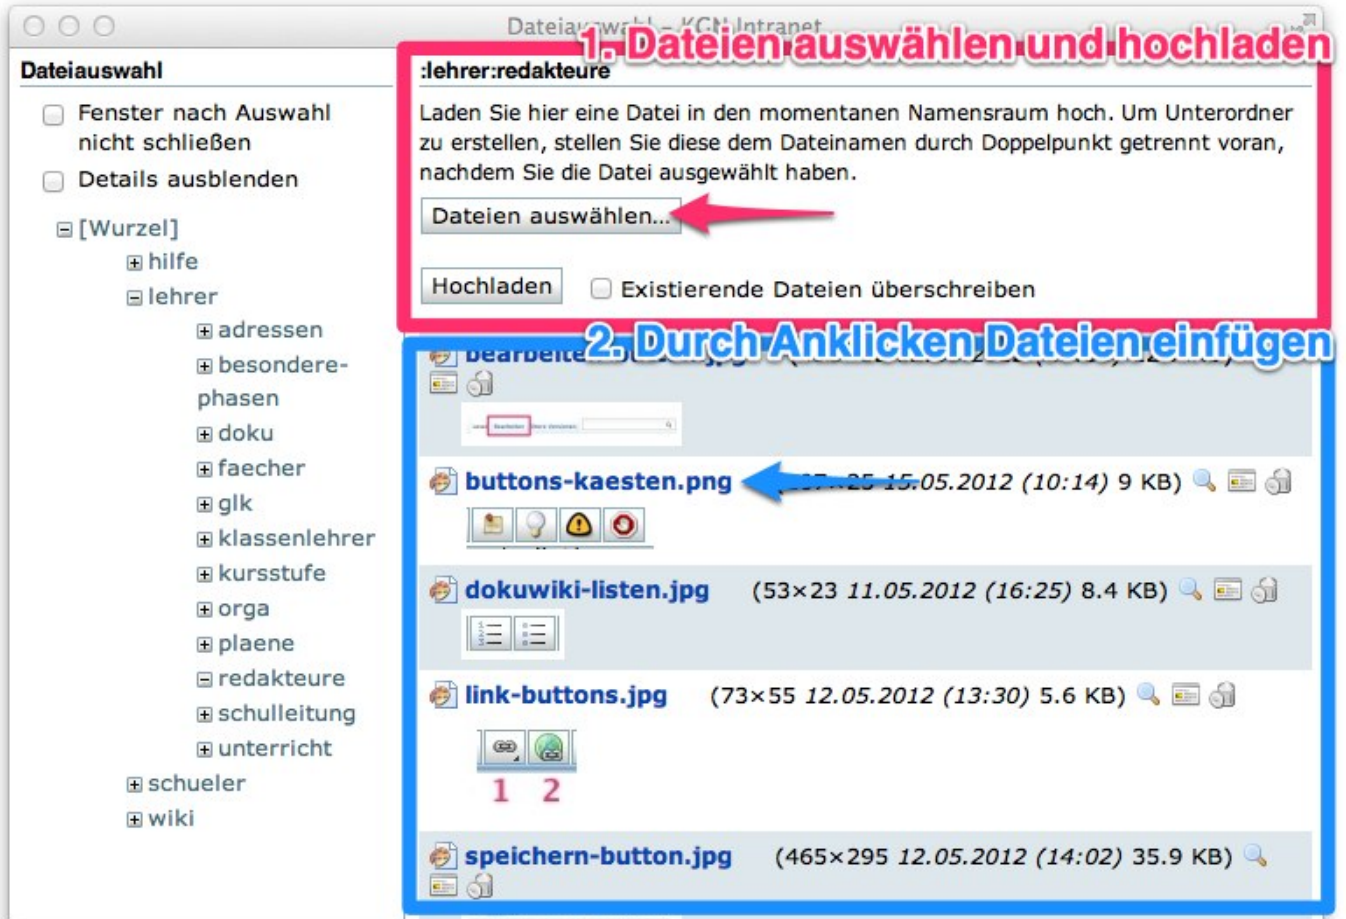 Dateiauswahl – KGN Intranet
1. Dateien auswählen und hochladen
Dateiauswahl
Fenster nach Auswahl
nicht schließen
Details ausblenden
[Wurzel]
hilfe
lehrer
adressen
besondere-
phasen
doku
faecher
glk
klassenlehrer
kursstufe
orga
plaene
redakteure
schulleitung
unterricht
schueler
wiki
:lehrer:redakteure
Laden Sie hier eine Datei in den momentanen Namensraum hoch. Um Unterordner
zu erstellen, stellen Sie diese dem Dateinamen durch Doppelpunkt getrennt voran,
nachdem Sie die Datei ausgewählt haben.
Dateien auswählen...
Hochladen
Existierende Dateien überschreiben
2. Durch Anklicken Dateien einfügen
Bearbeiten
buttons-kaesten.png 25 15.05.2012 (10:14) 9 KB)
dokuwiki-listen.jpg (53×23 11.05.2012 (16:25) 8.4 KB)
link-buttons.jpg (73×55 12.05.2012 (13:30) 5.6 KB)
1 2
speichern-button.jpg (465×295 12.05.2012 (14:02) 35.9 KB)